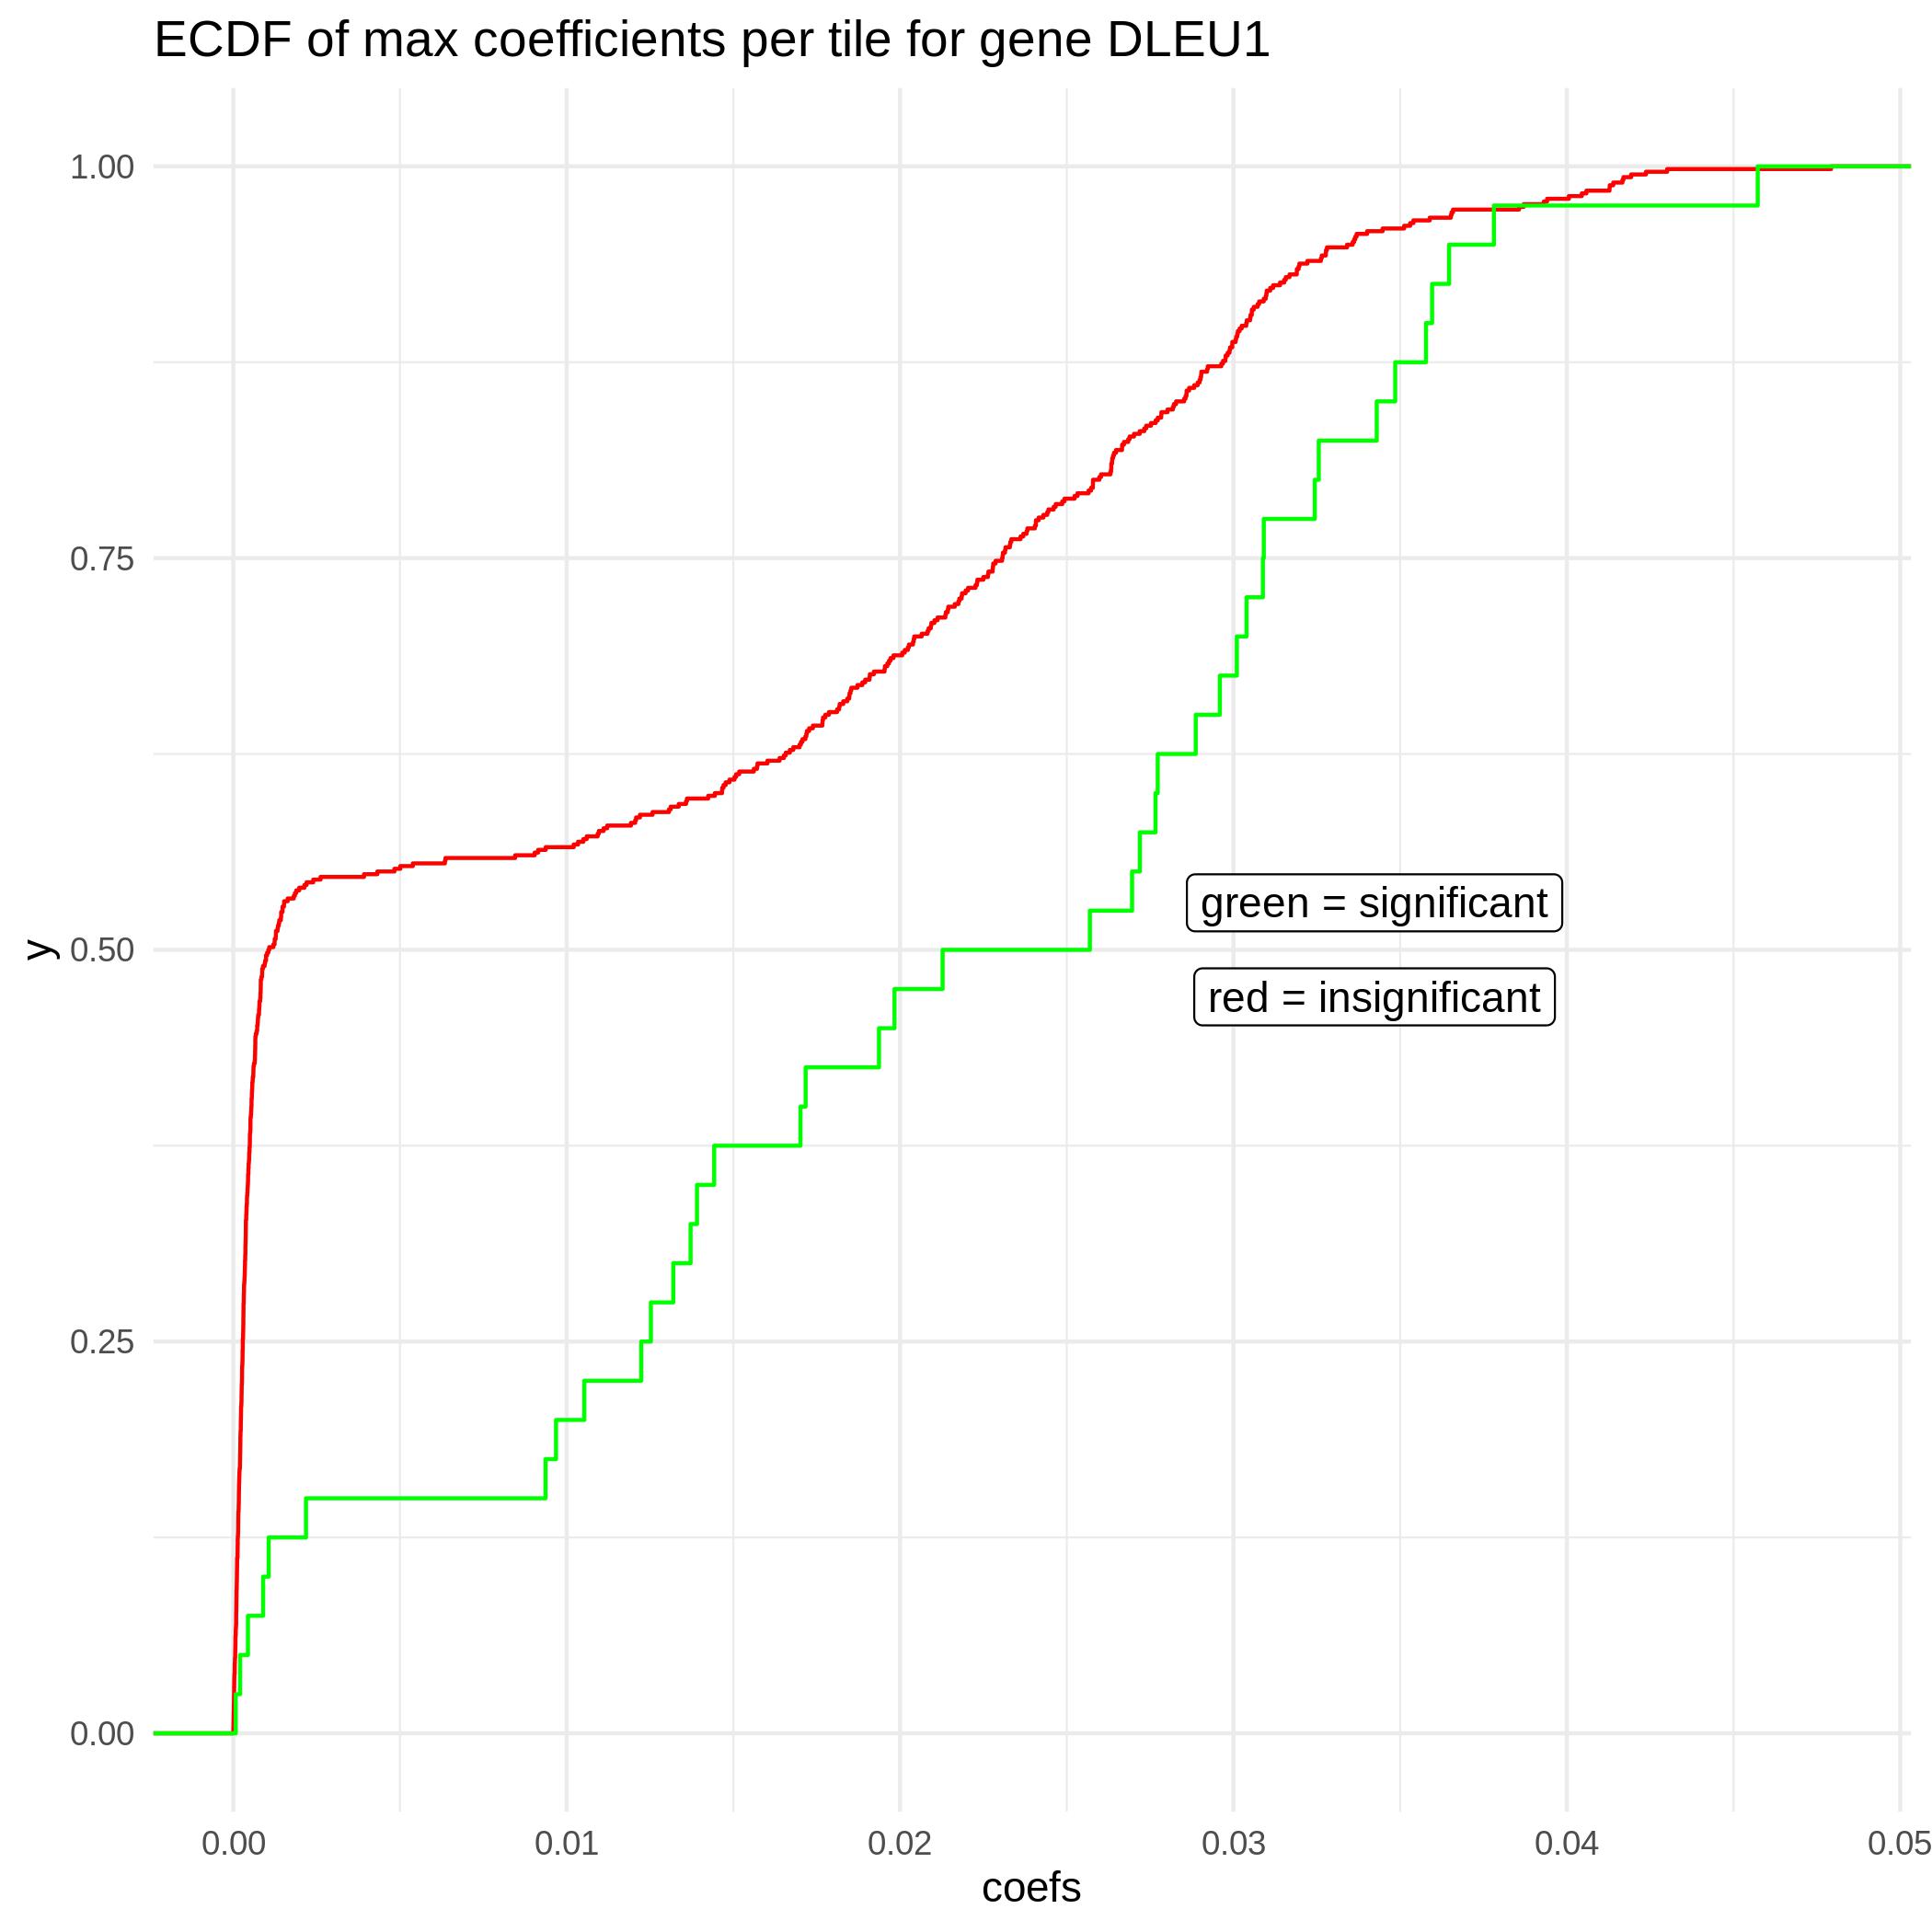 ECDF of max coefficients per tile for gene DLEU1
1.00
0.75
0.50
0.25
0.00
y
green = significant
red = insignificant
0.00 0.01 0.02 0.03 0.04 0.05
coefs